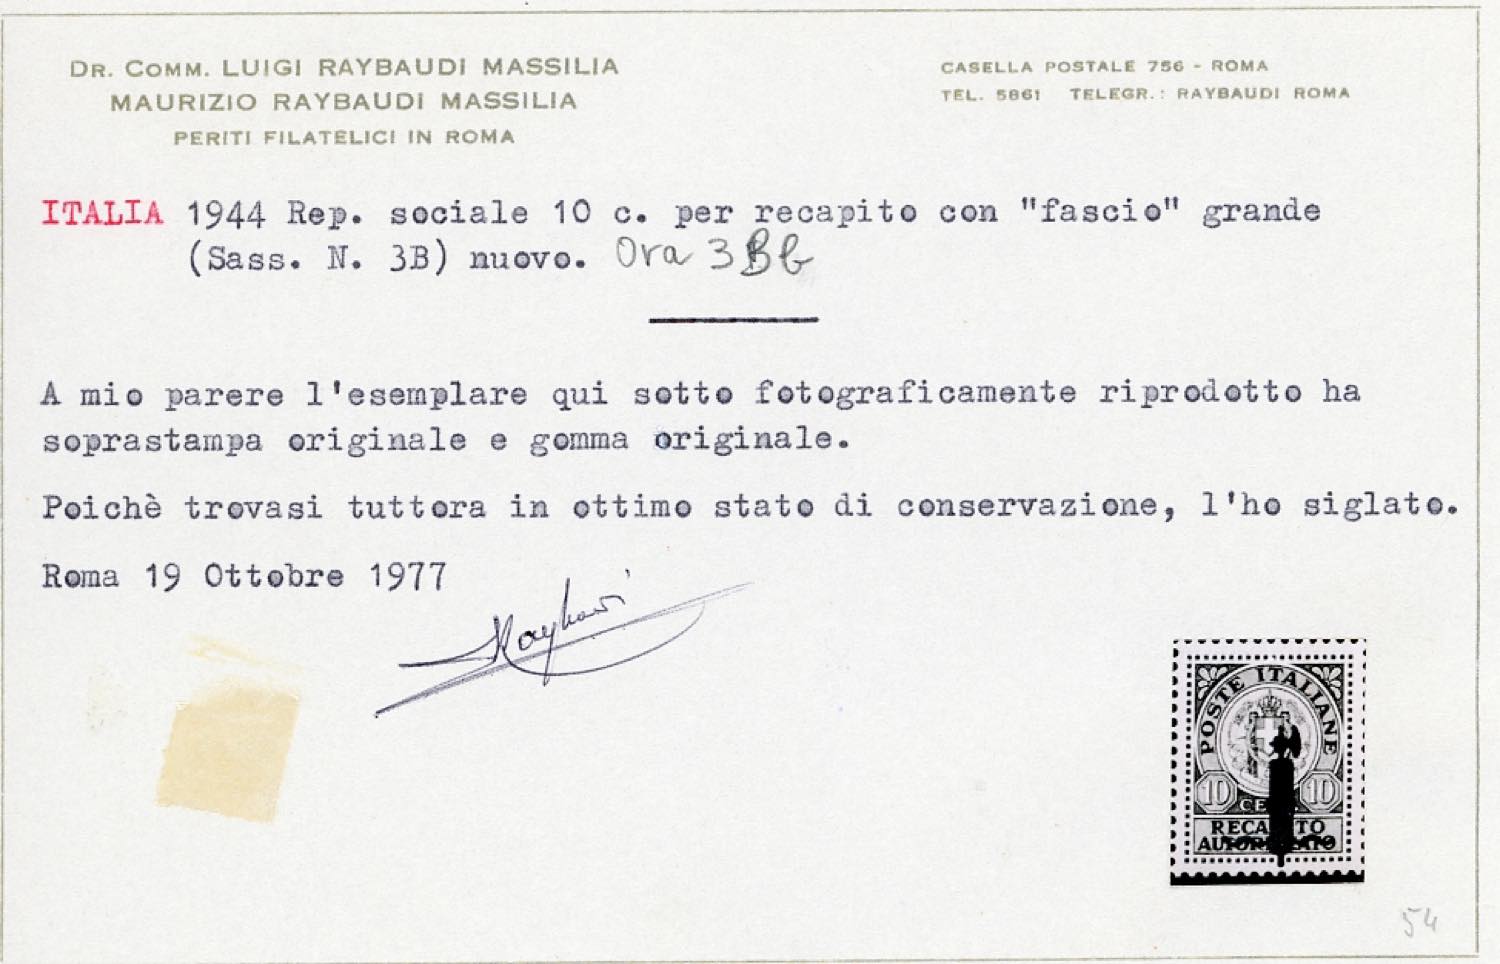 DR. COMM. LUIGI RAYBAUDI MASSILIA
MAURIZIO RAYBAUDI MASSILIA
PERITI FILATELICI IN ROMA
CASELLA POSTALE 756 - ROMA
TEL. 5861 TELEGR.: RAYBAUDI ROMA
ITALIA 1944 Rep. sociale 10 c. per recapito con "fascio" grande
(Sass. N. 3B) nuovo. Ora 3Bb
A mio parere l'esemplare qui sotto fotograficamente riprodotto ha
soprastampa originale e gomma originale.
Poichè trovasi tuttora in ottimo stato di conservazione, l'ho siglato.
Roma 19 Ottobre 1977
Raybaudi
POSTE ITALIANE
10 10
54